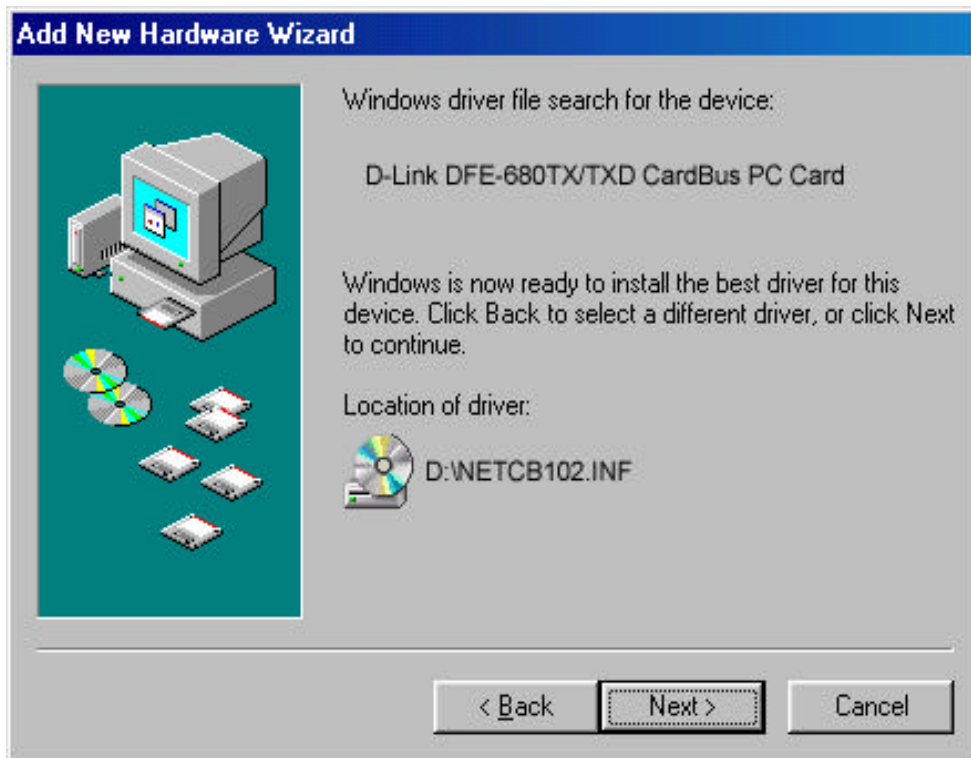 Add New Hardware Wizard
Windows driver file search for the device:
D-Link DFE-680TX/TXD CardBus PC Card
Windows is now ready to install the best driver for this
device. Click Back to select a different driver, or click Next
to continue.
Location of driver:
D:\NETCB102.INF
< Back
Next >
Cancel